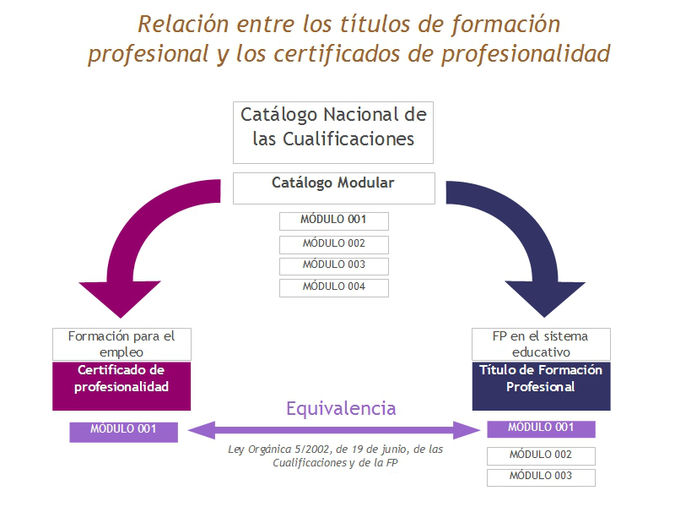 Relación entre los títulos de formación
profesional y los certificados de profesionalidad
Catálogo Nacional de
las Cualificaciones
Catálogo Modular
MÓDULO 001
MÓDULO 002
MÓDULO 003
MÓDULO 004
Formación para el
empleo
Certificado de
profesionalidad
MÓDULO 001
FP en el sistema
educativo
Título de Formación
Profesional
MÓDULO 001
MÓDULO 002
MÓDULO 003
Equivalencia
Ley Orgánica 5/2002, de 19 de junio, de las
Cualificaciones y de la FP